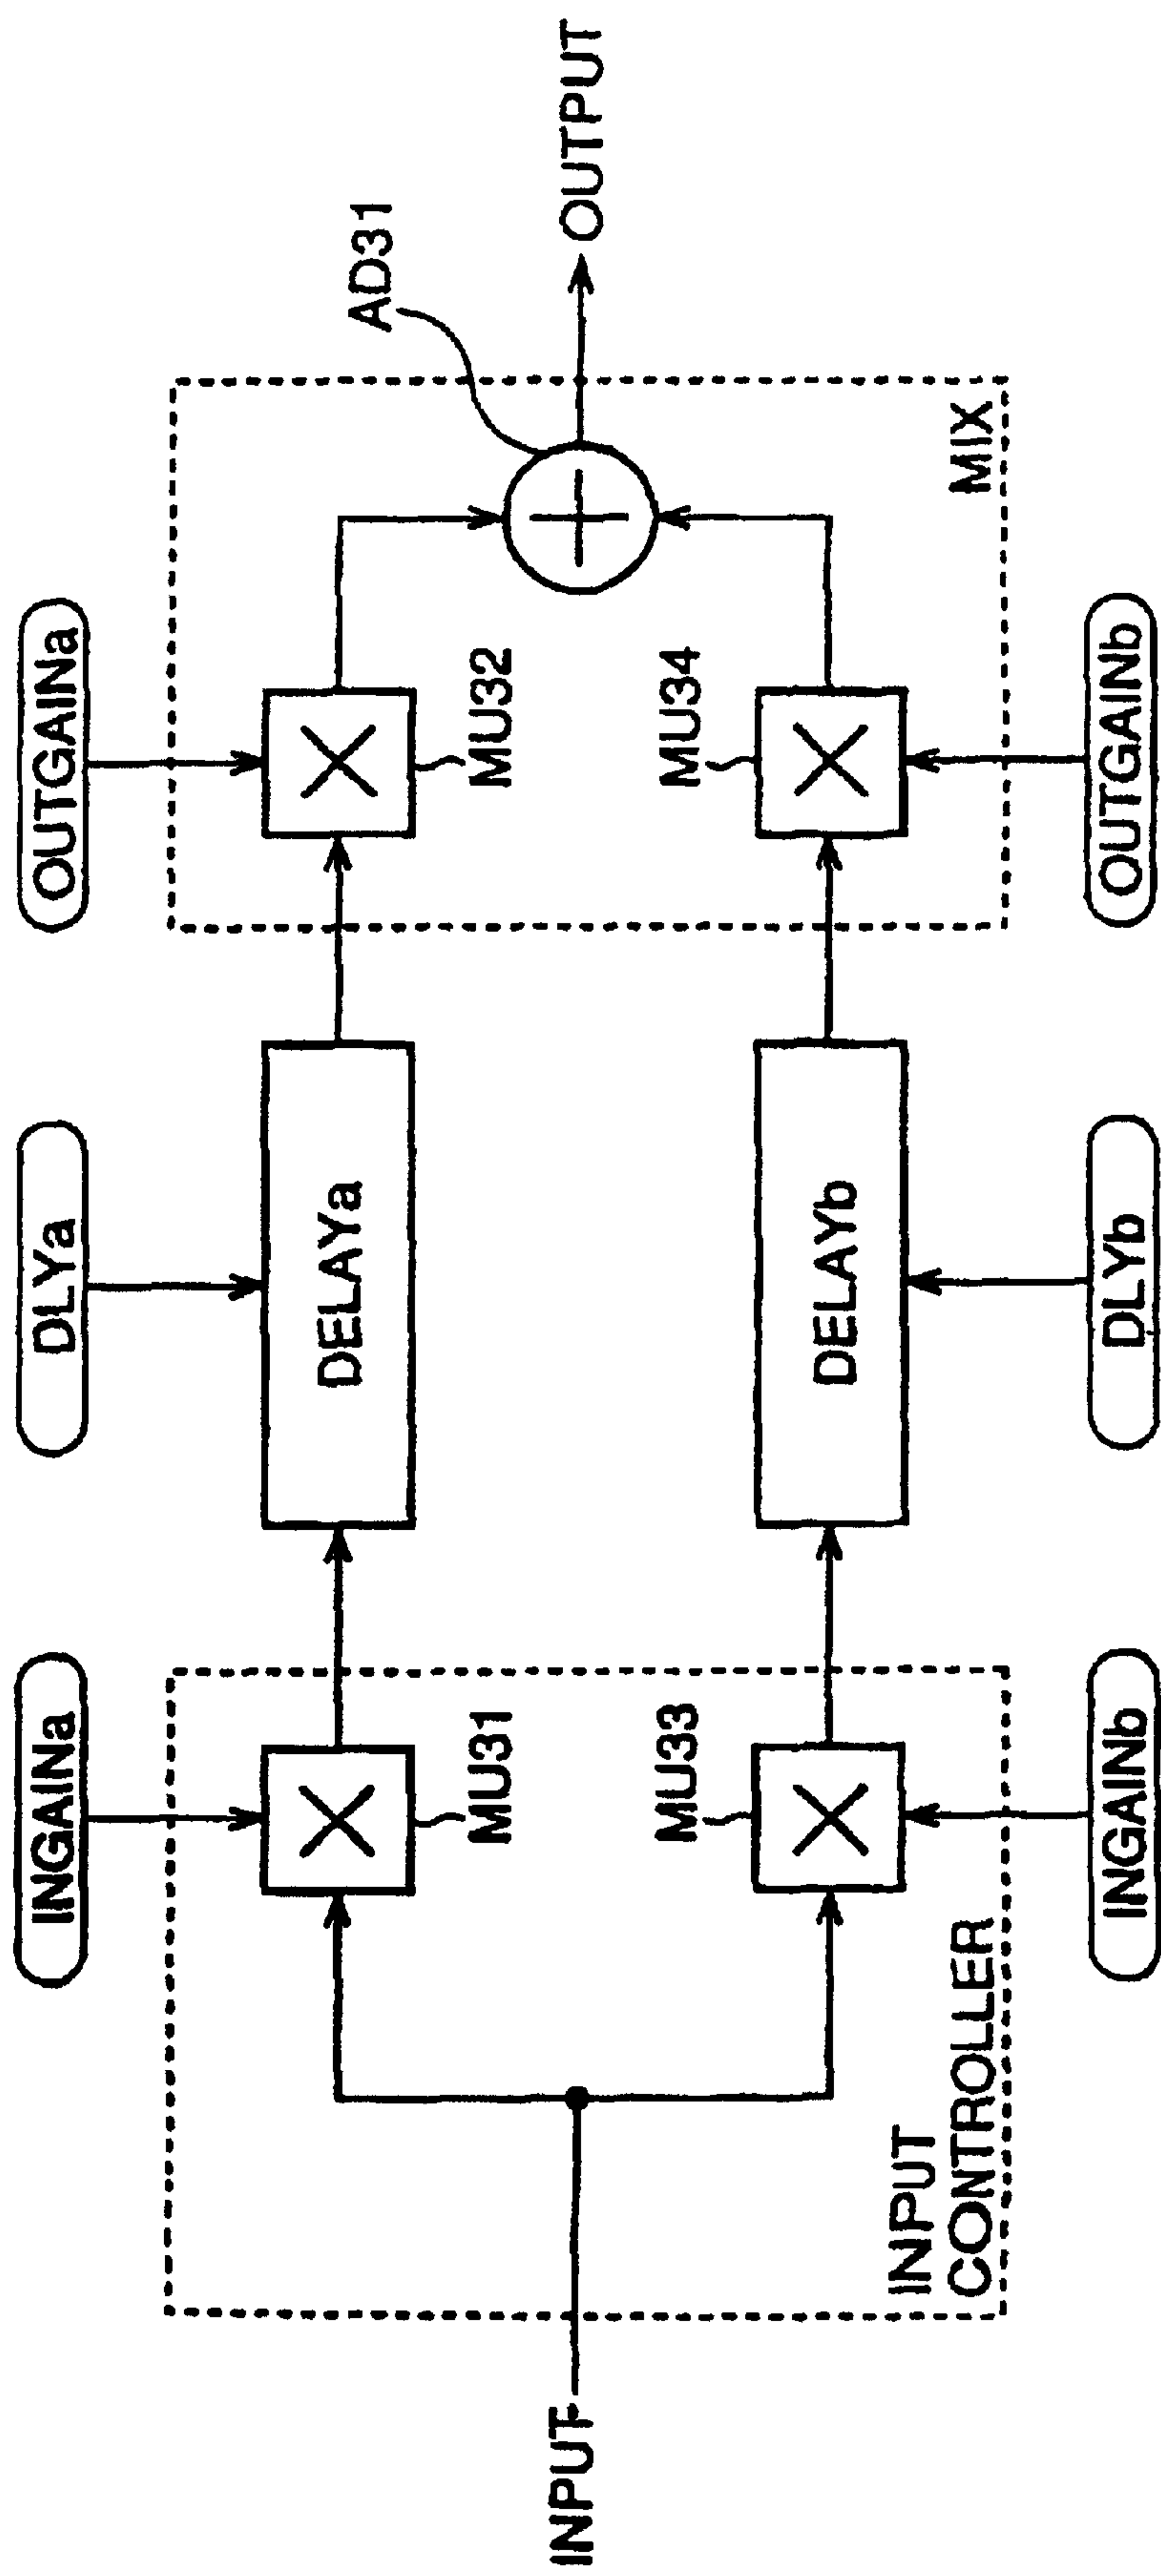 INGAINa
DLYa
OUTGAINa
INPUT
MU31
DELAYa
MU32
AD31
OUTPUT
MU33
DELAYb
MU34
INPUT
CONTROLLER
MIX
INGAINb
DLYb
OUTGAINb